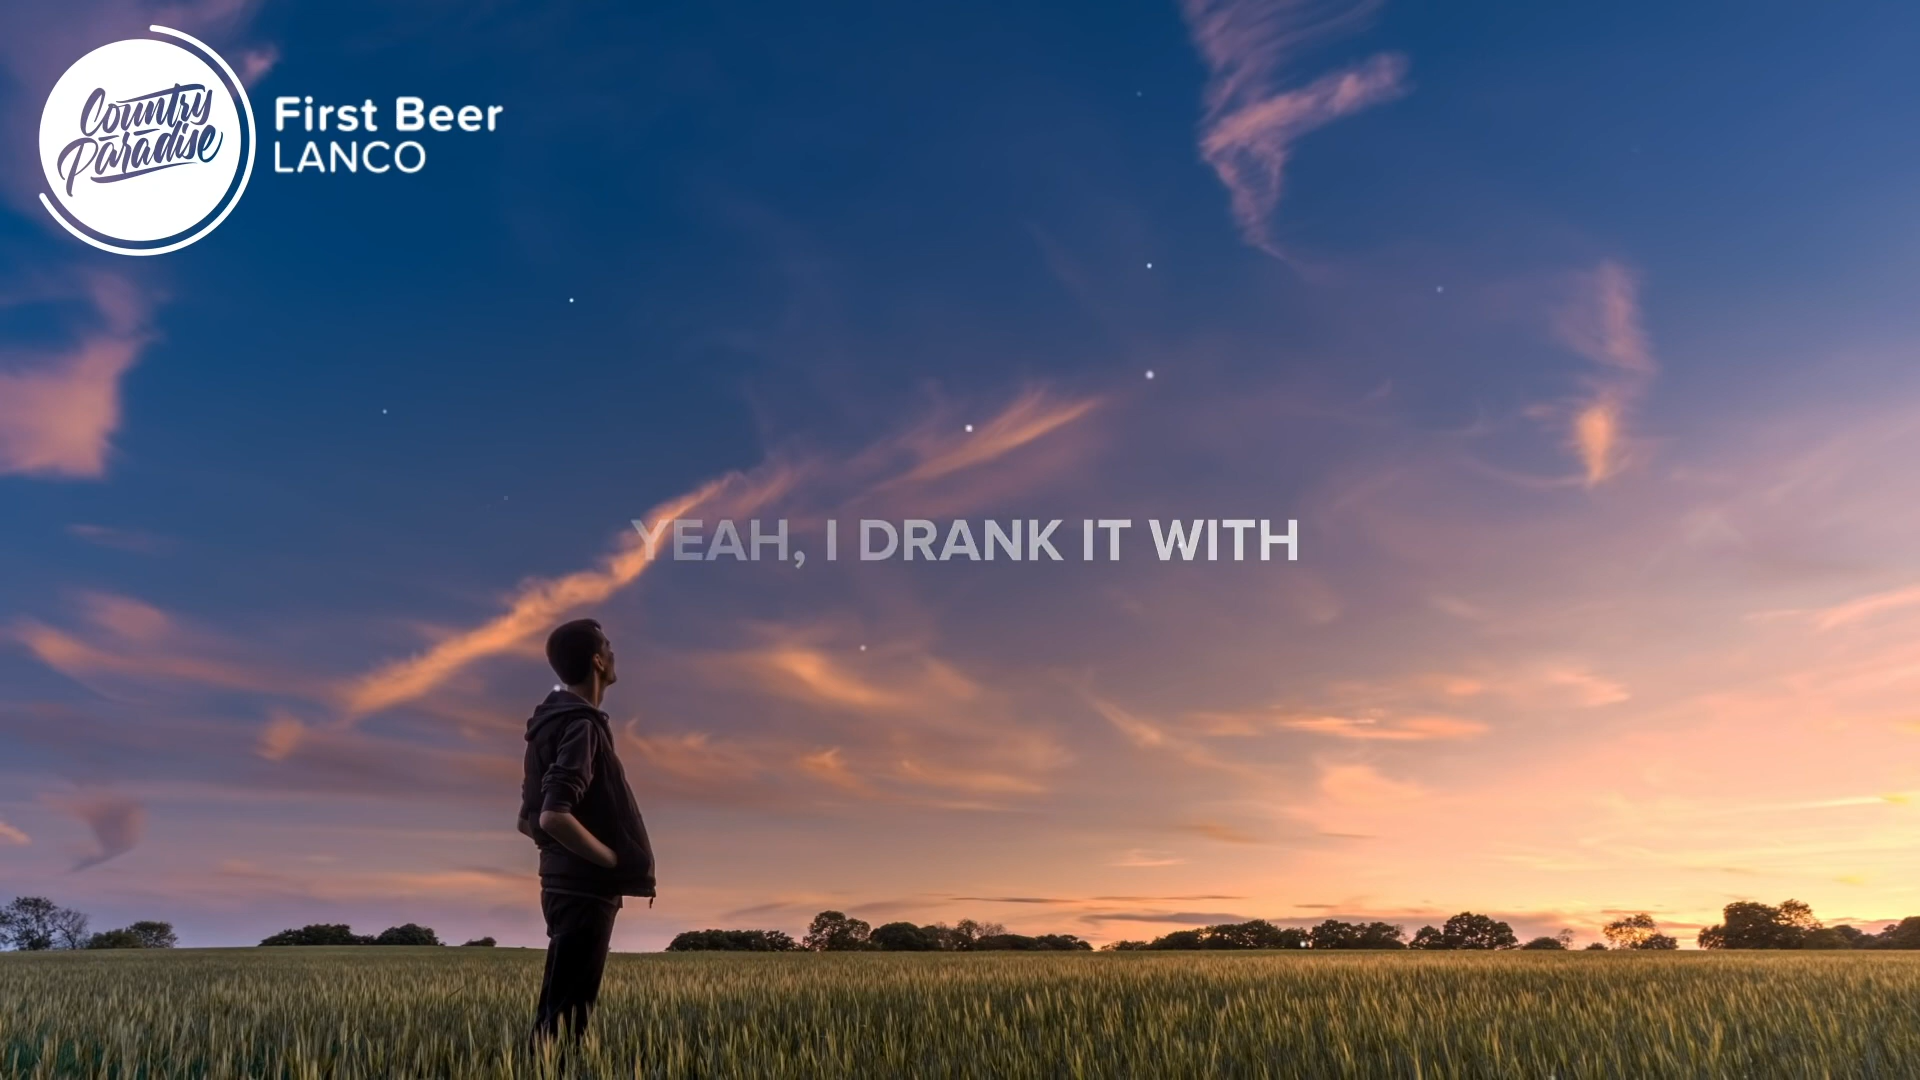 Country
Paradise
First Beer
LANCO
YEAH, I DRANK IT WITH